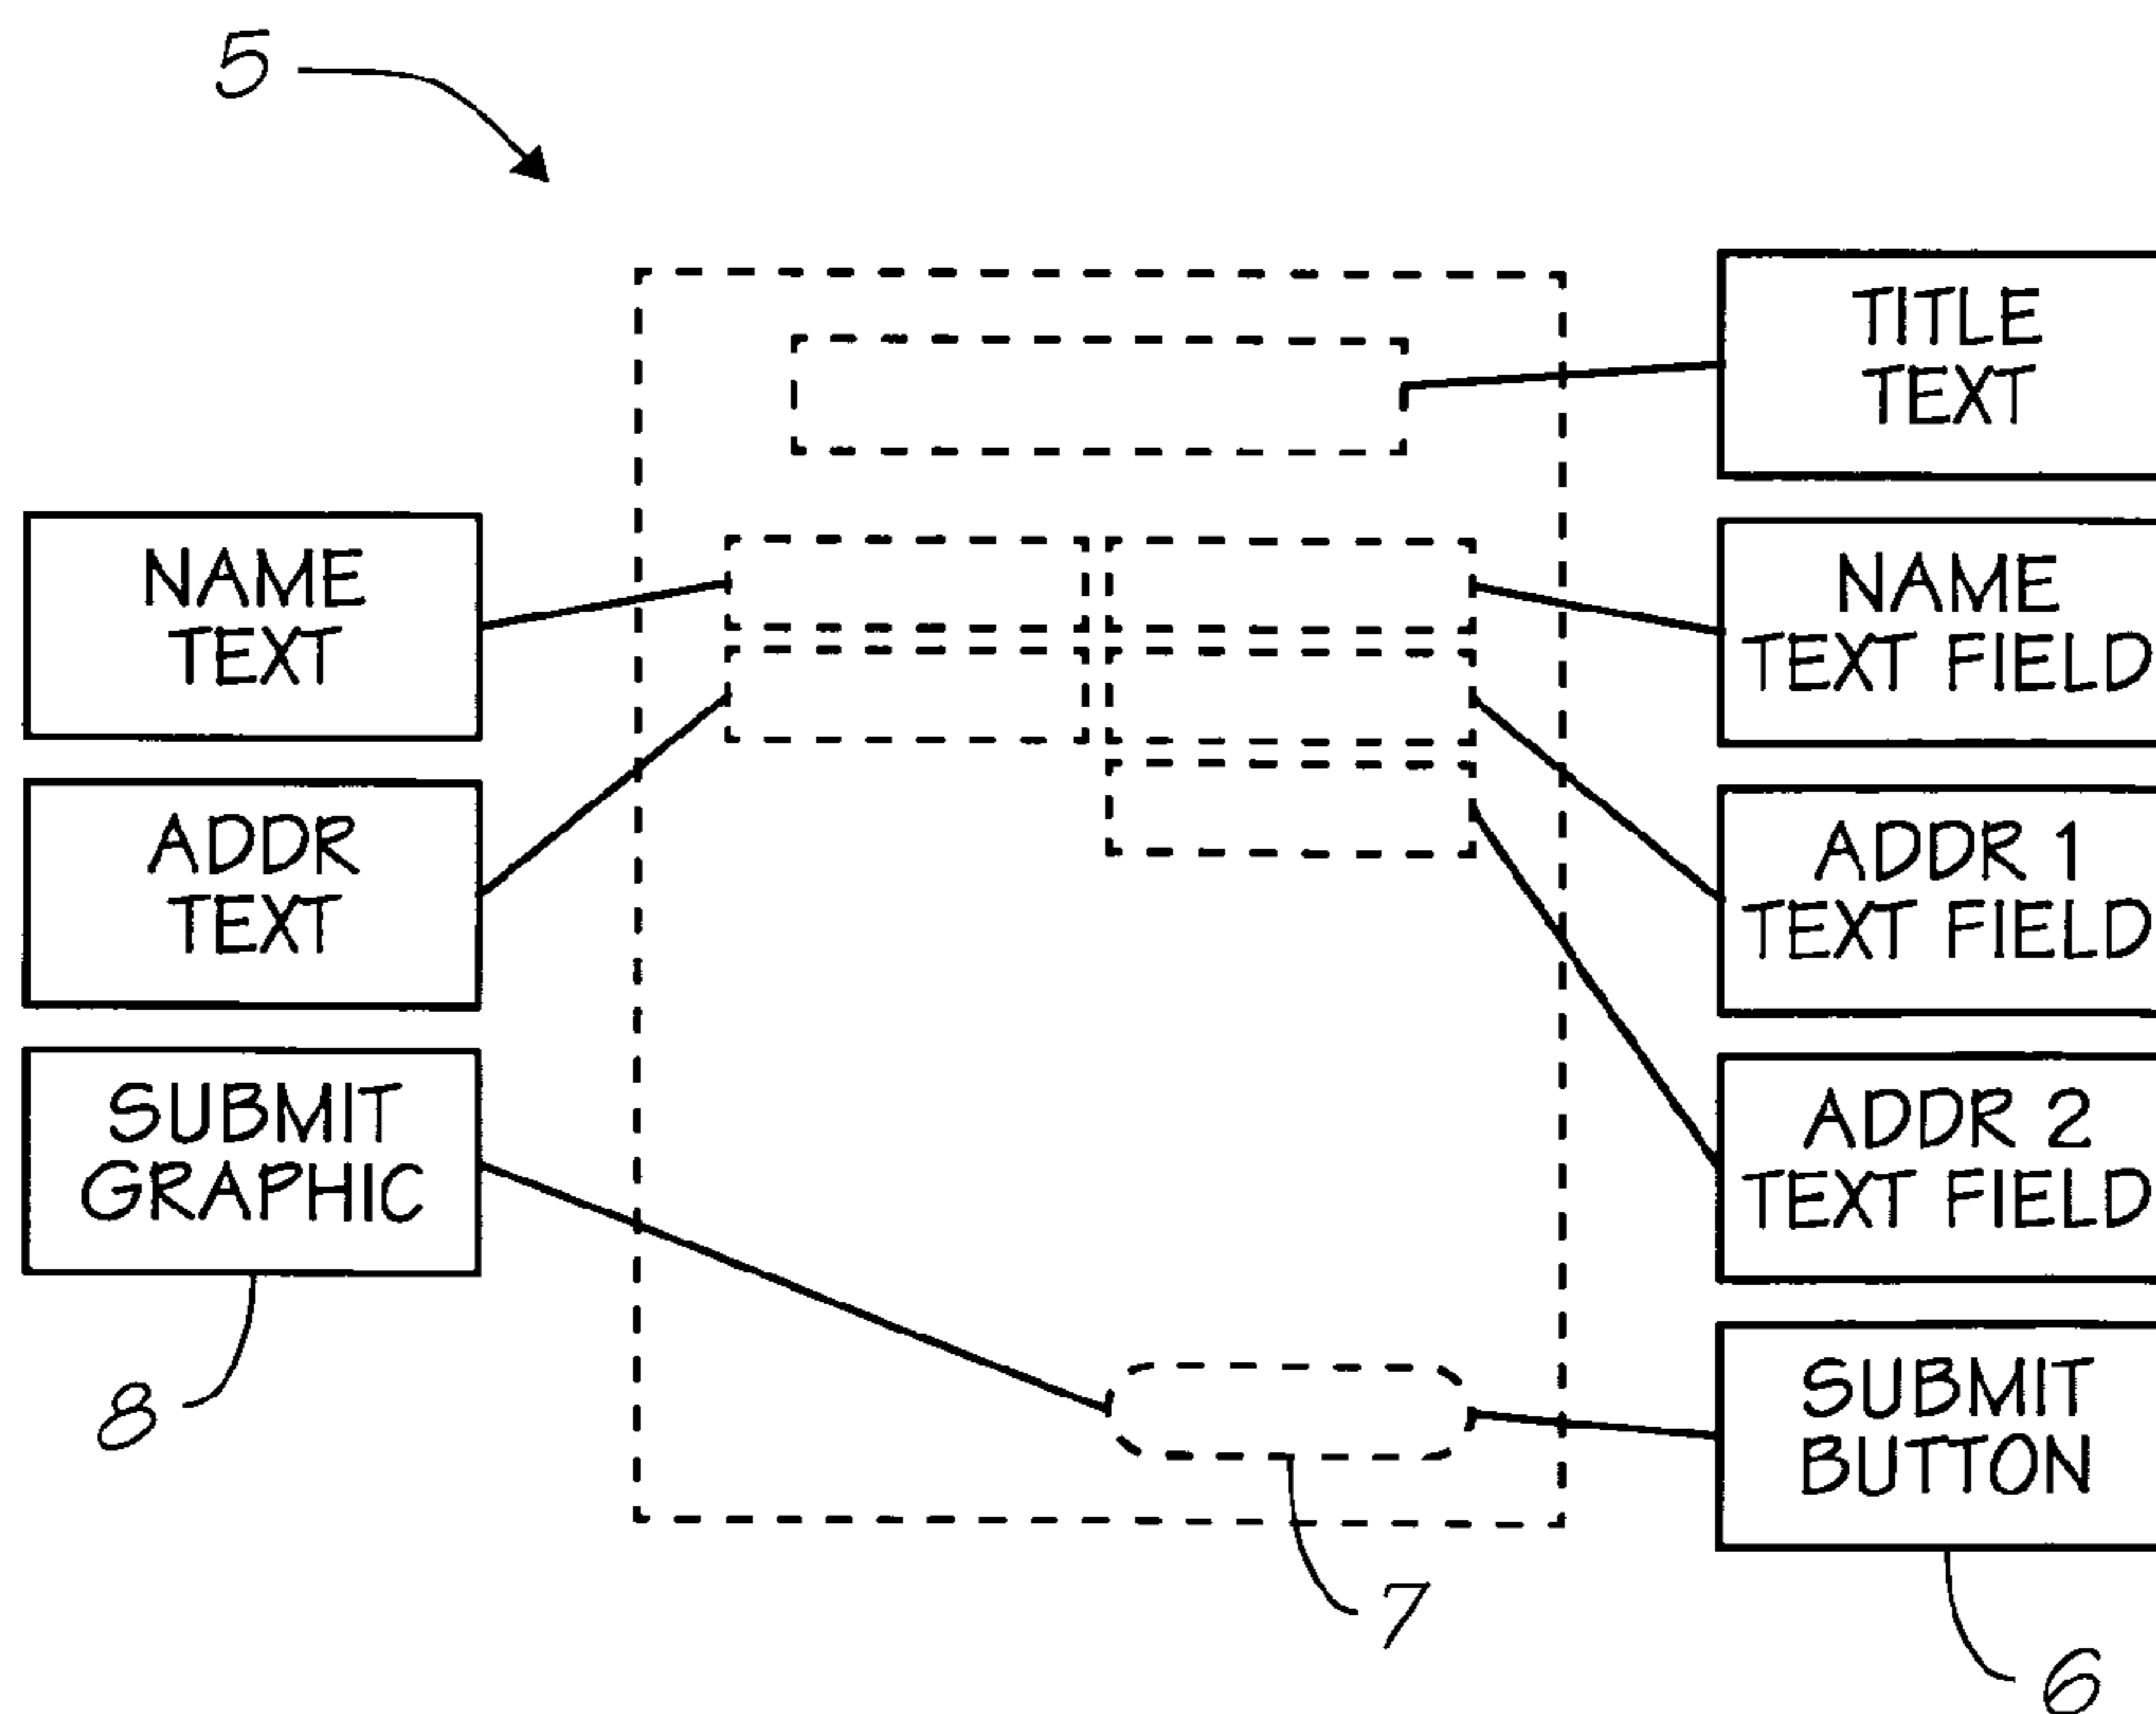 5
TITLE
TEXT
NAME
TEXT
NAME
TEXT FIELD
ADDR
TEXT
ADDR 1
TEXT FIELD
SUBMIT
GRAPHIC
ADDR 2
TEXT FIELD
8
SUBMIT
BUTTON
7
6